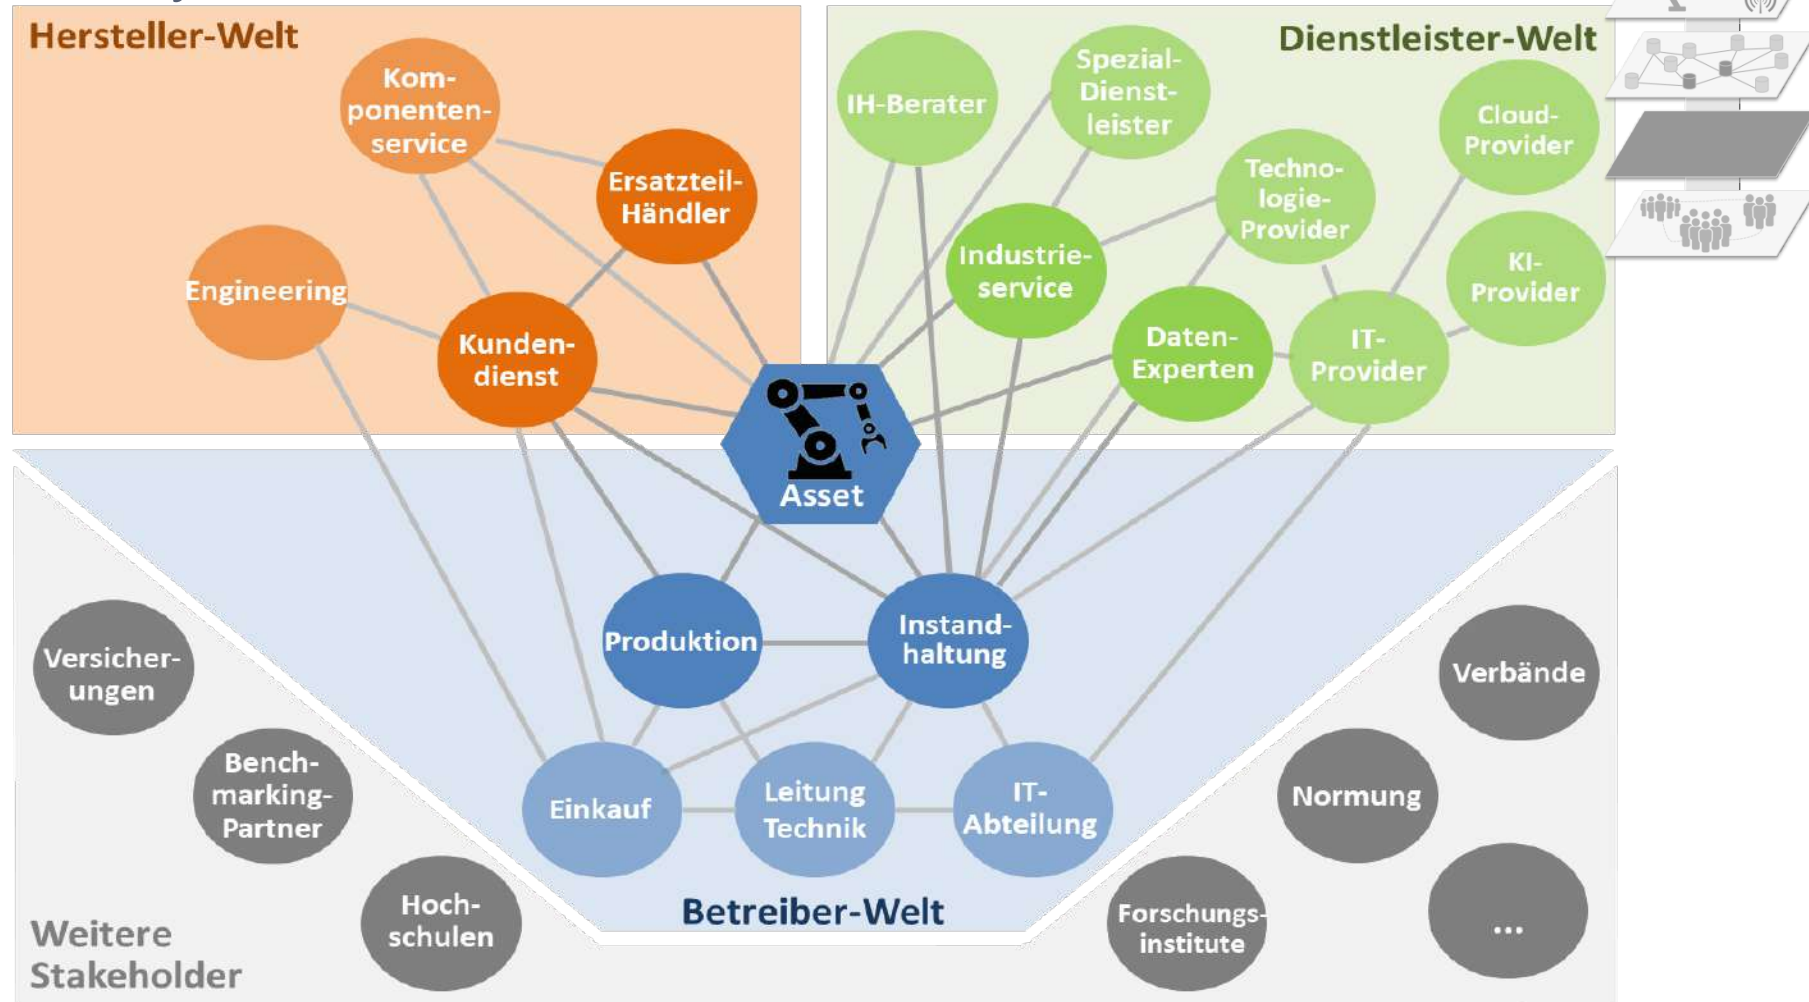 Hersteller-Welt
Kom-
ponenten-
service
Ersatzteil-
Händler
Engineering
Kunden-
dienst
Dienstleister-Welt
IH-Berater
Spezial-
Dienst-
leister
Cloud-
Provider
Techno-
logie-
Provider
Industrie-
service
KI-
Provider
Daten-
Experten
IT-
Provider
Asset
Produktion
Instand-
haltung
Einkauf
Leitung
Technik
IT-
Abteilung
Betreiber-Welt
Versicher-
ungen
Bench-
marking-
Partner
Hoch-
schulen
Weitere
Stakeholder
Verbände
Normung
Forschungs-
institute
...